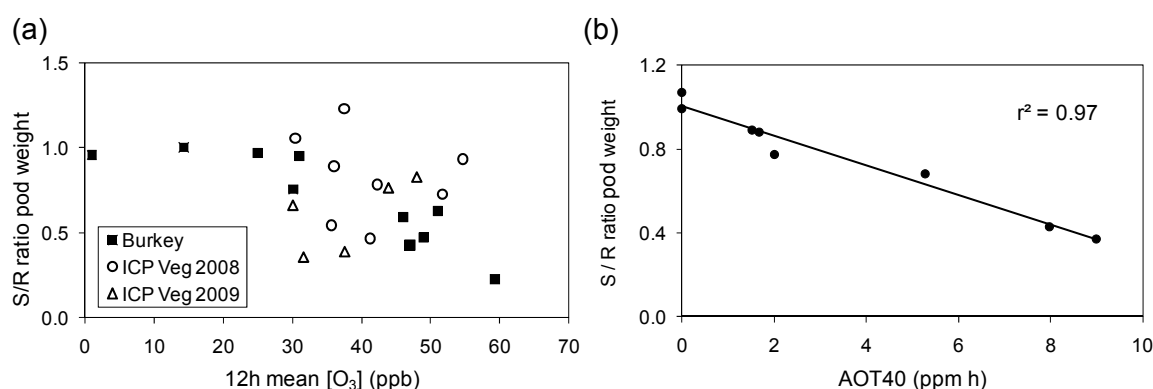 (a)
S/R ratio pod weight
1.5
1.0
0.5
0.0
Burkey
ICP Veg 2008
ICP Veg 2009
0 10 20 30 40 50 60 70
12h mean [O₃] (ppb)
(b)
S / R ratio pod weight
1.2
0.8
0.4
0.0
r² = 0.97
0 2 4 6 8 10
AOT40 (ppm h)